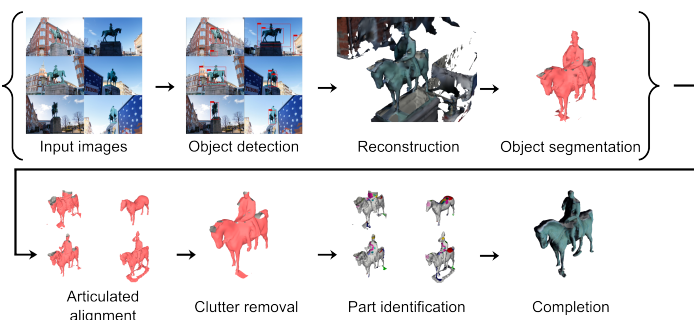 Input images
Object detection
Reconstruction
Object segmentation
Articulated
alignment
Clutter removal
Part identification
Completion